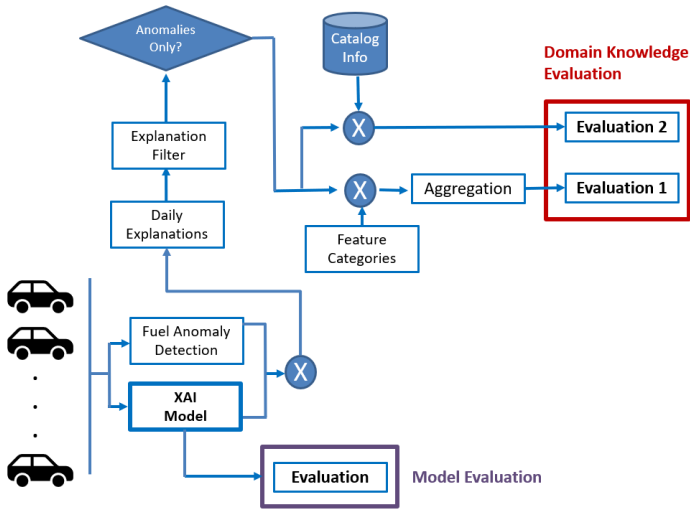 Anomalies
Only?
Catalog
Info
Domain Knowledge
Evaluation
X
Evaluation 2
Explanation
Filter
X
Aggregation
Evaluation 1
Daily
Explanations
Feature
Categories
Fuel Anomaly
Detection
X
XAI
Model
Evaluation
Model Evaluation